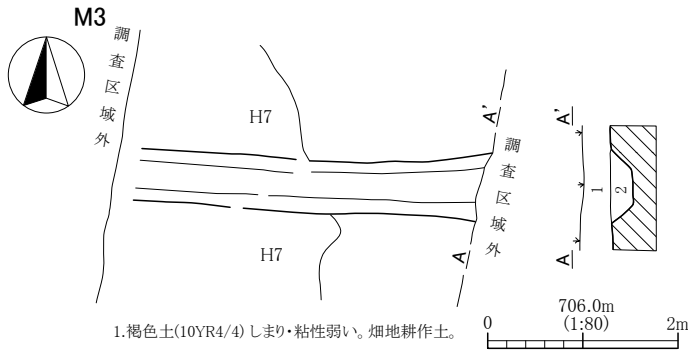 M3
調査区域外
H7
H7
A'
A
調査区域外
A'
A
1
2
1.褐色土(10YR4/4)しまり・粘性弱い。畑地耕作土。
706.0m
(1:80)
0 2m